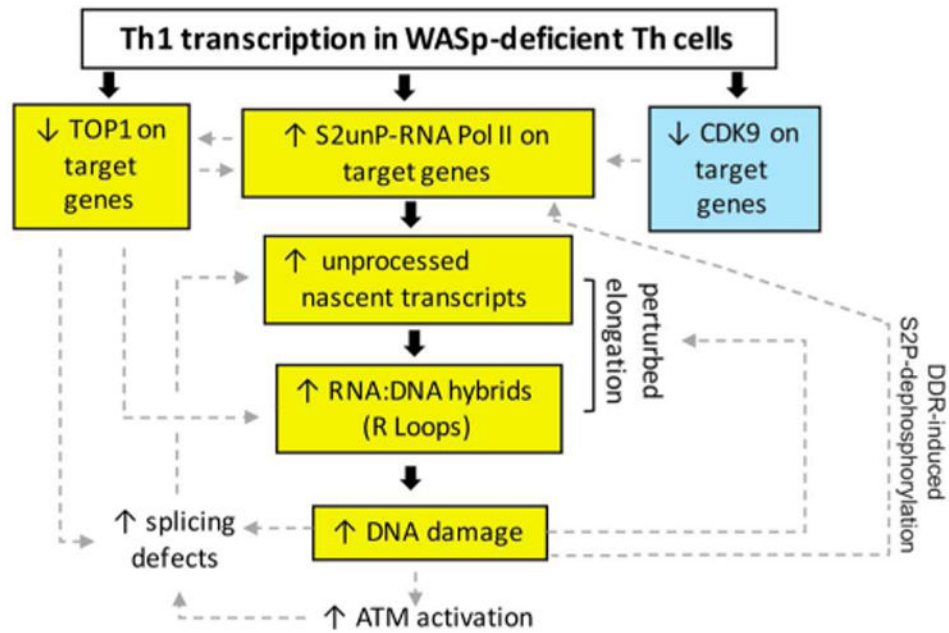 Th1 transcription in WASp-deficient Th cells
↓ TOP1 on
target
genes
↑ S2unP-RNA Pol II on
target genes
↓ CDK9 on
target
genes
↑ unprocessed
nascent transcripts
perturbed
elongation
↑ RNA:DNA hybrids
(R Loops)
DDR-induced
S2P-dephosphorylation
↑ splicing
defects
↑ DNA damage
↑ ATM activation